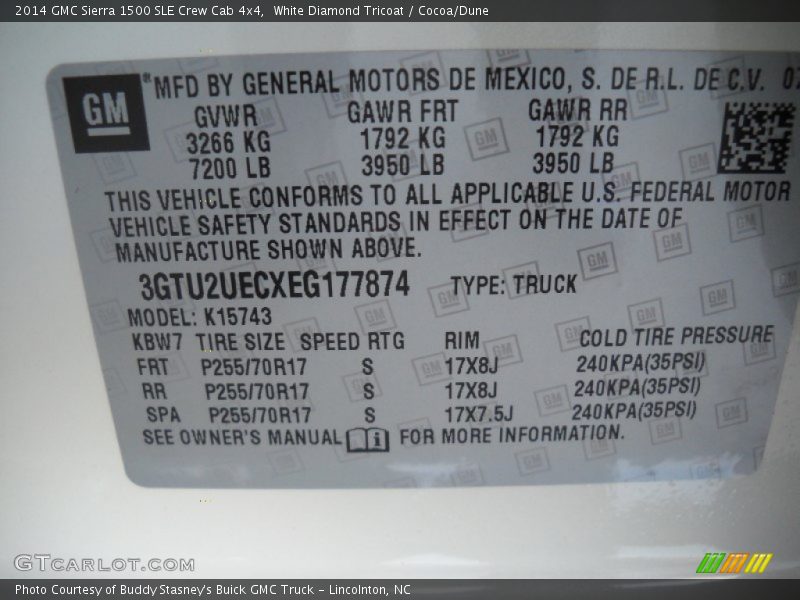 2014 GMC Sierra 1500 SLE Crew Cab 4x4, White Diamond Tricoat / Cocoa/Dune
GM ® MFD BY GENERAL MOTORS DE MEXICO, S. DE R.L. DE C.V.
GVWR GAWR FRT GAWR RR
3266 KG 1792 KG 1792 KG
7200 LB 3950 LB 3950 LB
THIS VEHICLE CONFORMS TO ALL APPLICABLE U.S. FEDERAL MOTOR
VEHICLE SAFETY STANDARDS IN EFFECT ON THE DATE OF
MANUFACTURE SHOWN ABOVE.
3GTU2UECXEG177874 TYPE: TRUCK
MODEL: K15743
KBW7 TIRE SIZE SPEED RTG RIM COLD TIRE PRESSURE
FRT P255/70R17 S 17X8J 240KPA(35PSI)
RR P255/70R17 S 17X8J 240KPA(35PSI)
SPA P255/70R17 S 17X7.5J 240KPA(35PSI)
SEE OWNER'S MANUAL i FOR MORE INFORMATION.
GTCARLOT.COM
Photo Courtesy of Buddy Stasney's Buick GMC Truck - Lincolnton, NC